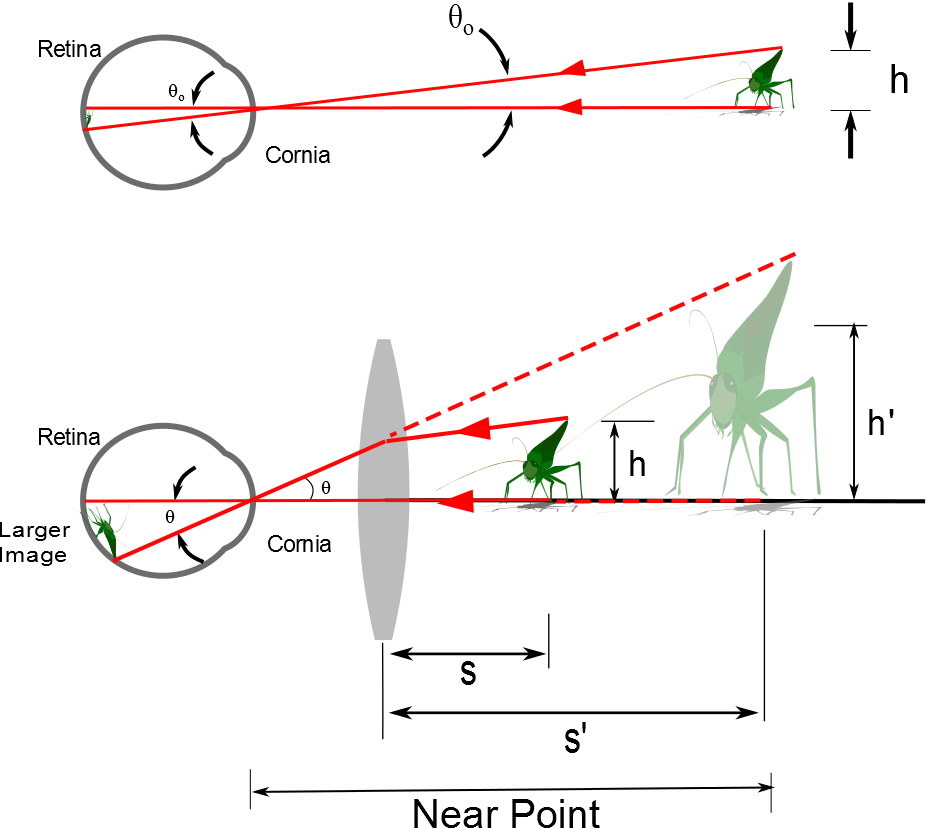 Retina
θo
θo
Cornia
h
Retina
θ
Larger
Image
θ
Cornia
h
h'
s
s'
Near Point